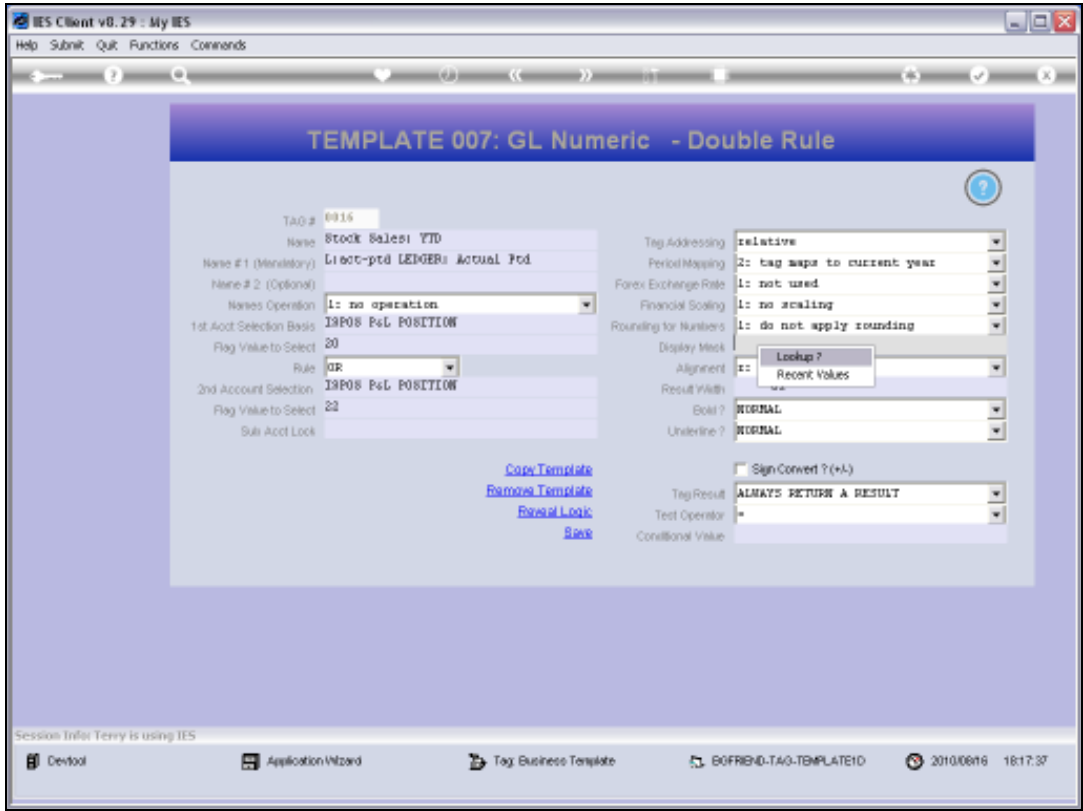 IES Client v8.29 : My IES
Help Submit Quit Functions Commands
TEMPLATE 007: GL Numeric - Double Rule
TAG # 0016
Name Stock Sales: YTD
Name # 1 (Mandatory) L:act-ptd LEDGER: Actual Ptd
Name # 2 (Optional)
Names Operation 1: no operation
1st Acct Selection Basis ISPOS P&L POSITION
Flag Value to Select 20
Rule OR
2nd Account Selection ISPOS P&L POSITION
Flag Value to Select 22
Sub Acct Lock
Tag Addressing relative
Period Mapping 2: tag maps to current year
Forex Exchange Rate 1: not used
Financial Scaling 1: no scaling
Rounding for Numbers 1: do not apply rounding
Display Mask
Lookup ?
Recent Values
Alignment r:
Result Width
Bold ? NORMAL
Underline ? NORMAL
Copy Template
Remove Template
Reveal Logic
Save
Sign Convert ? (+/-)
Tag Result ALWAYS RETURN A RESULT
Test Operator =
Conditional Value
Session Info: Terry is using IES
Devtool Application Wizard Tag: Business Template BGFRIEND-TAG-TEMPLATE1D 2010/08/16 18:17:37